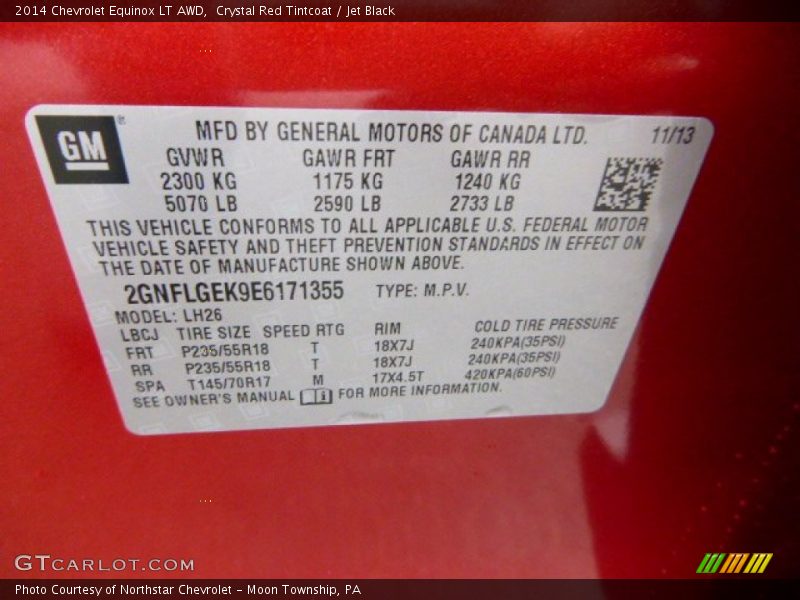 2014 Chevrolet Equinox LT AWD,  Crystal Red Tintcoat / Jet Black
GM ®
MFD BY GENERAL MOTORS OF CANADA LTD. 11/13
GVWR GAWR FRT GAWR RR
2300 KG 1175 KG 1240 KG
5070 LB 2590 LB 2733 LB
THIS VEHICLE CONFORMS TO ALL APPLICABLE U.S. FEDERAL MOTOR
VEHICLE SAFETY AND THEFT PREVENTION STANDARDS IN EFFECT ON
THE DATE OF MANUFACTURE SHOWN ABOVE.
2GNFLGEK9E6171355 TYPE: M.P.V.
MODEL: LH26
LBCJ TIRE SIZE SPEED RTG RIM COLD TIRE PRESSURE
FRT P235/55R18 T 18X7J 240KPA(35PSI)
RR P235/55R18 T 18X7J 240KPA(35PSI)
SPA T145/70R17 M 17X4.5T 420KPA(60PSI)
SEE OWNER'S MANUAL i FOR MORE INFORMATION.
GTCARLOT.COM
Photo Courtesy of Northstar Chevrolet - Moon Township, PA